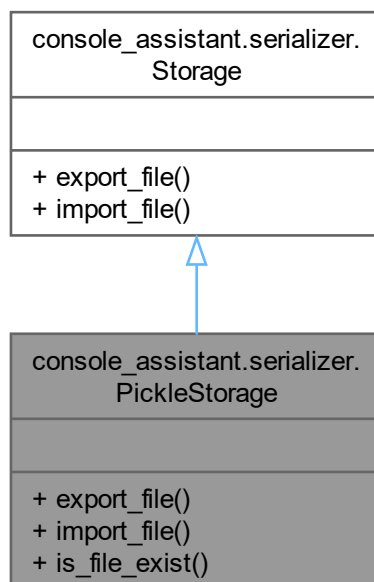 console_assistant.serializer.
Storage
+ export_file()
+ import_file()
console_assistant.serializer.
PickleStorage
+ export_file()
+ import_file()
+ is_file_exist()